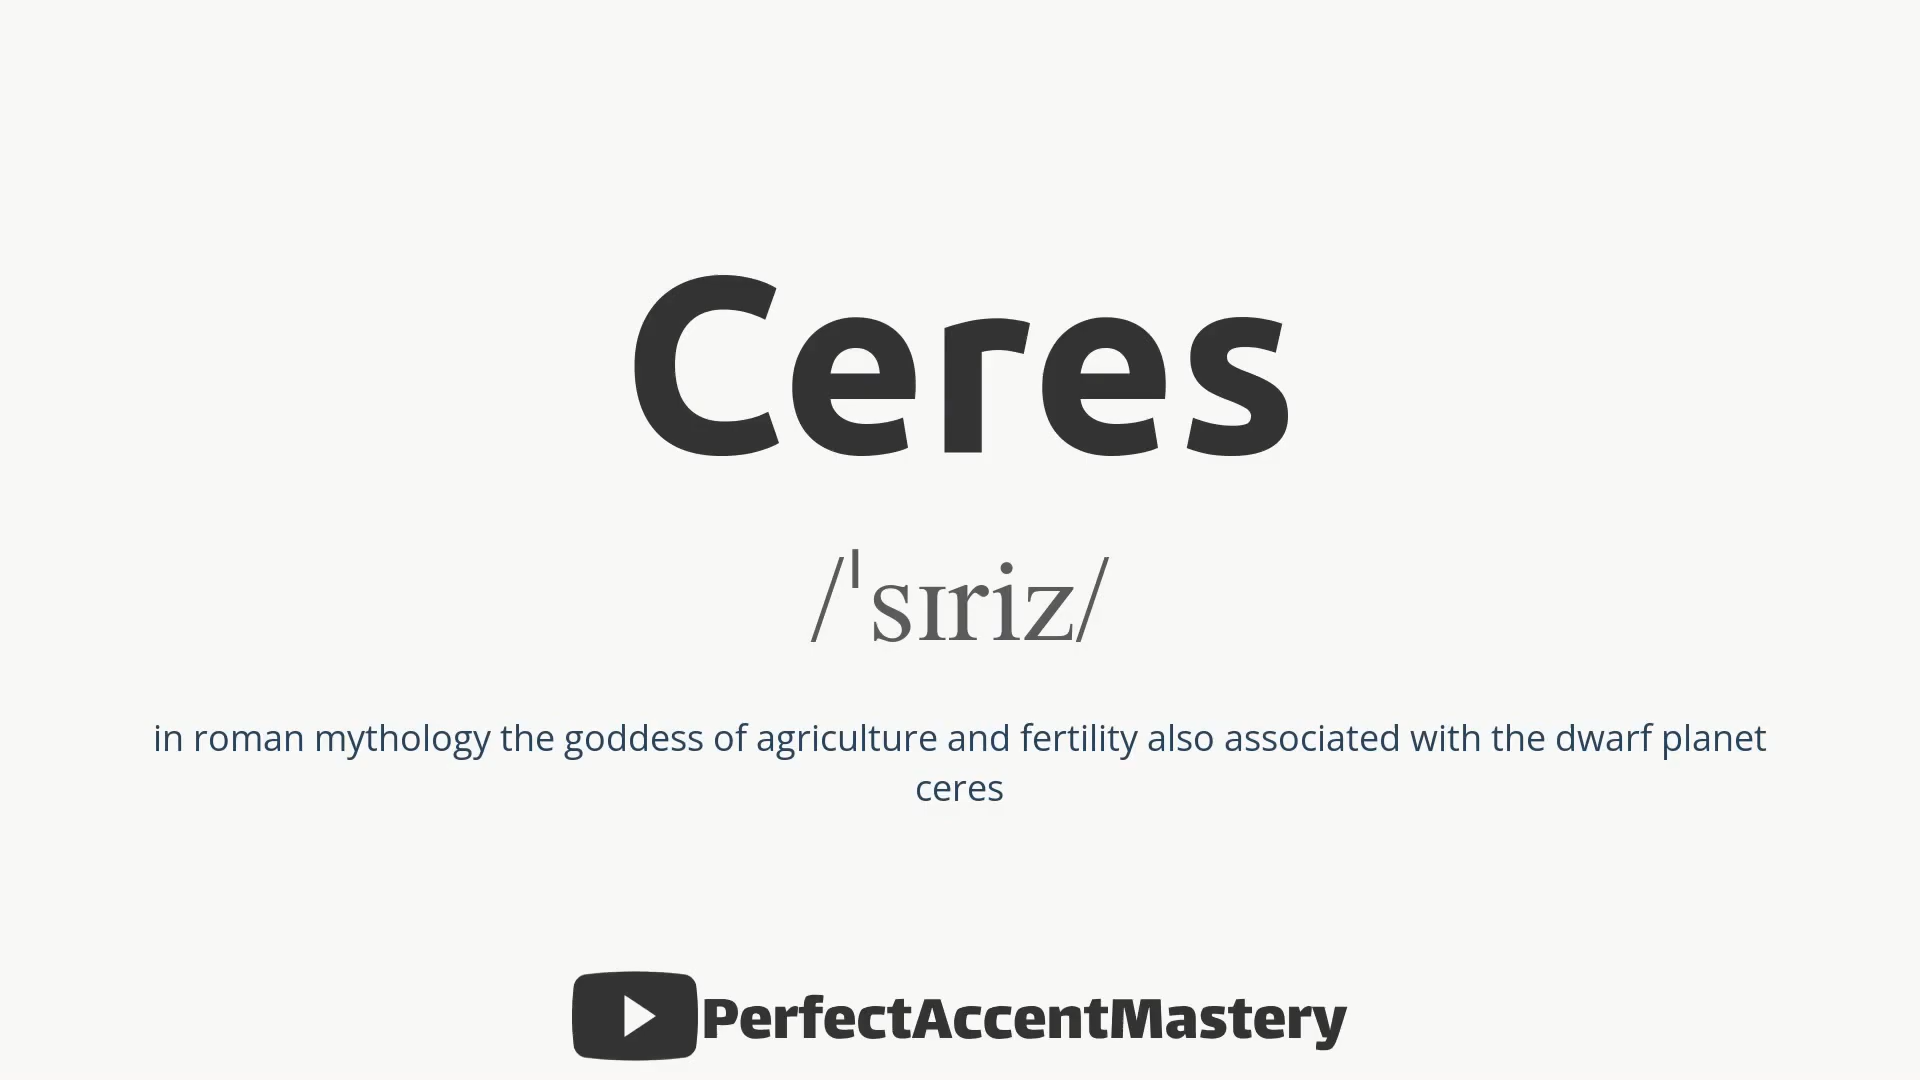 Ceres
/ˈsɪriz/
in roman mythology the goddess of agriculture and fertility also associated with the dwarf planet
ceres
PerfectAccentMastery